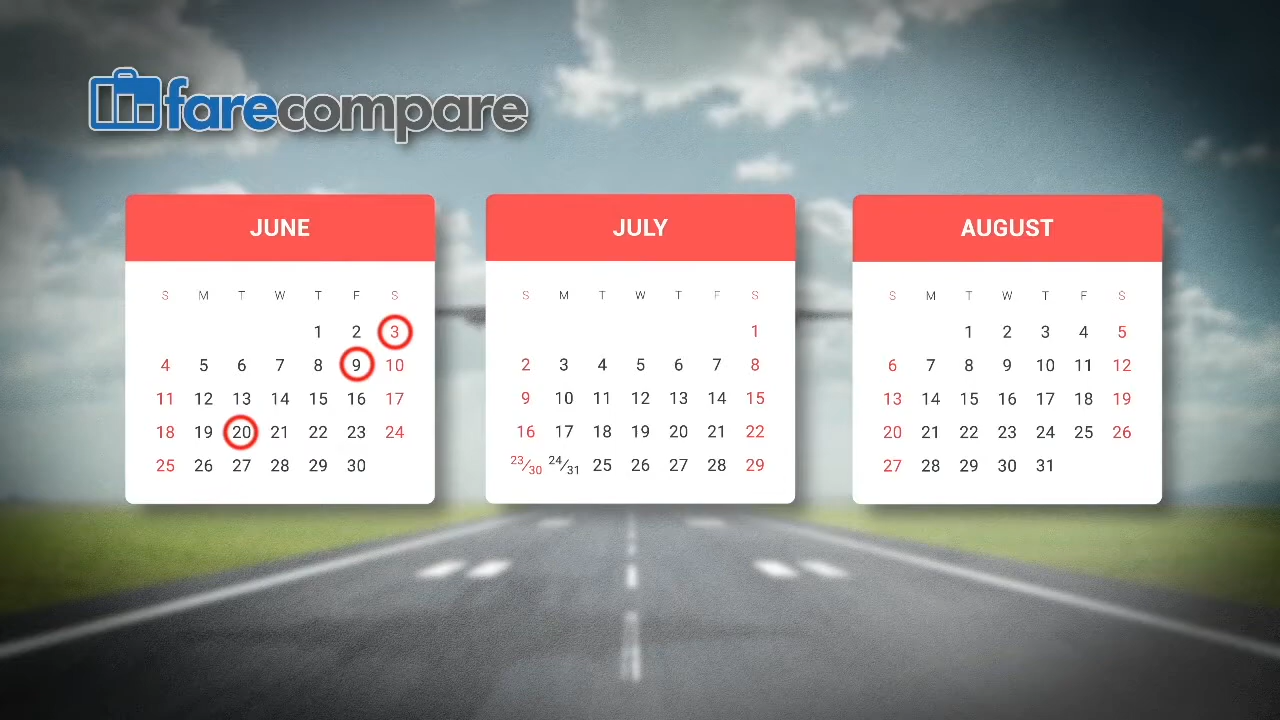 farecompare
JUNE
S M T W T F S
1 2 3
4 5 6 7 8 9 10
11 12 13 14 15 16 17
18 19 20 21 22 23 24
25 26 27 28 29 30
JULY
S M T W T F S
1
2 3 4 5 6 7 8
9 10 11 12 13 14 15
16 17 18 19 20 21 22
23/30 24/31 25 26 27 28 29
AUGUST
S M T W T F S
1 2 3 4 5
6 7 8 9 10 11 12
13 14 15 16 17 18 19
20 21 22 23 24 25 26
27 28 29 30 31